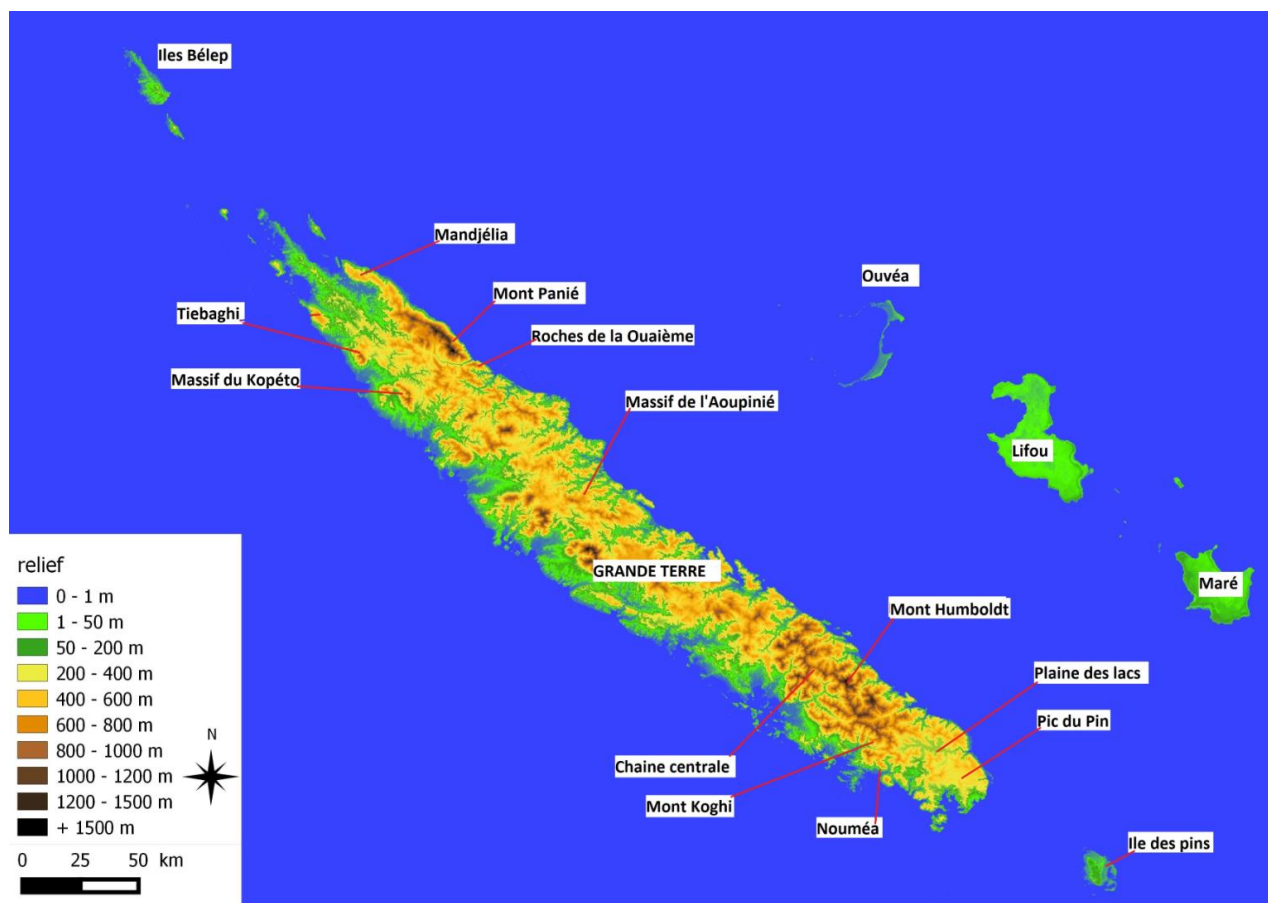 Iles Bélep
Mandjélia
Ouvéa
Mont Panié
Tiebaghi
Roches de la Ouaième
Massif du Kopéto
Massif de l'Aoupinié
Lifou
GRANDE TERRE
Maré
Mont Humboldt
Plaine des lacs
Pic du Pin
Chaine centrale
Mont Koghi
Nouméa
Ile des pins
relief
0 - 1 m
1 - 50 m
50 - 200 m
200 - 400 m
400 - 600 m
600 - 800 m
800 - 1000 m
1000 - 1200 m
1200 - 1500 m
+ 1500 m
N
0 25 50 km